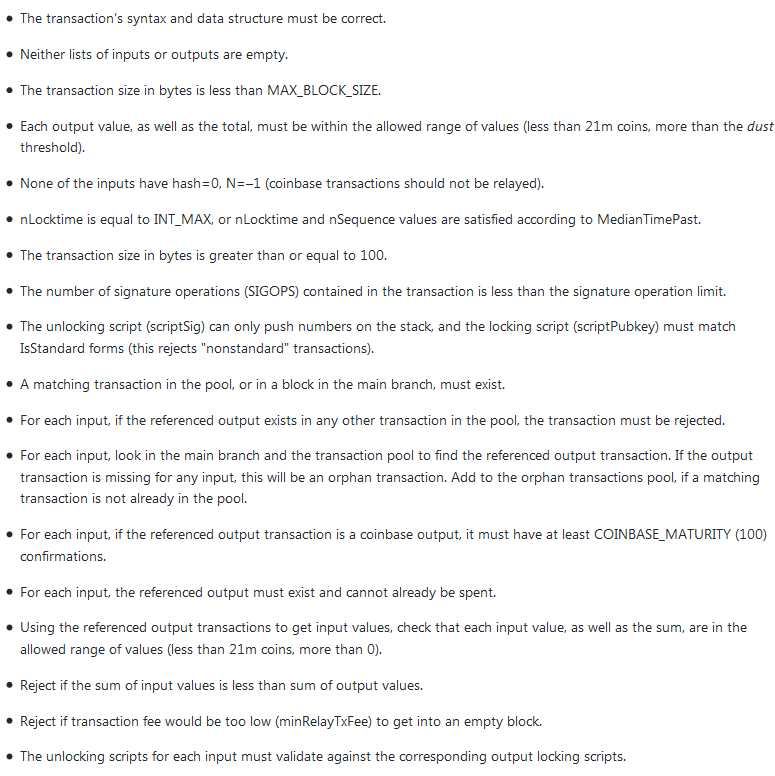 • The transaction's syntax and data structure must be correct.
• Neither lists of inputs or outputs are empty.
• The transaction size in bytes is less than MAX_BLOCK_SIZE.
• Each output value, as well as the total, must be within the allowed range of values (less than 21m coins, more than the dust
threshold).
• None of the inputs have hash=0, N=–1 (coinbase transactions should not be relayed).
• nLocktime is equal to INT_MAX, or nLocktime and nSequence values are satisfied according to MedianTimePast.
• The transaction size in bytes is greater than or equal to 100.
• The number of signature operations (SIGOPS) contained in the transaction is less than the signature operation limit.
• The unlocking script (scriptSig) can only push numbers on the stack, and the locking script (scriptPubkey) must match
IsStandard forms (this rejects "nonstandard" transactions).
• A matching transaction in the pool, or in a block in the main branch, must exist.
• For each input, if the referenced output exists in any other transaction in the pool, the transaction must be rejected.
• For each input, look in the main branch and the transaction pool to find the referenced output transaction. If the output
transaction is missing for any input, this will be an orphan transaction. Add to the orphan transactions pool, if a matching
transaction is not already in the pool.
• For each input, if the referenced output transaction is a coinbase output, it must have at least COINBASE_MATURITY (100)
confirmations.
• For each input, the referenced output must exist and cannot already be spent.
• Using the referenced output transactions to get input values, check that each input value, as well as the sum, are in the
allowed range of values (less than 21m coins, more than 0).
• Reject if the sum of input values is less than sum of output values.
• Reject if transaction fee would be too low (minRelayTxFee) to get into an empty block.
• The unlocking scripts for each input must validate against the corresponding output locking scripts.